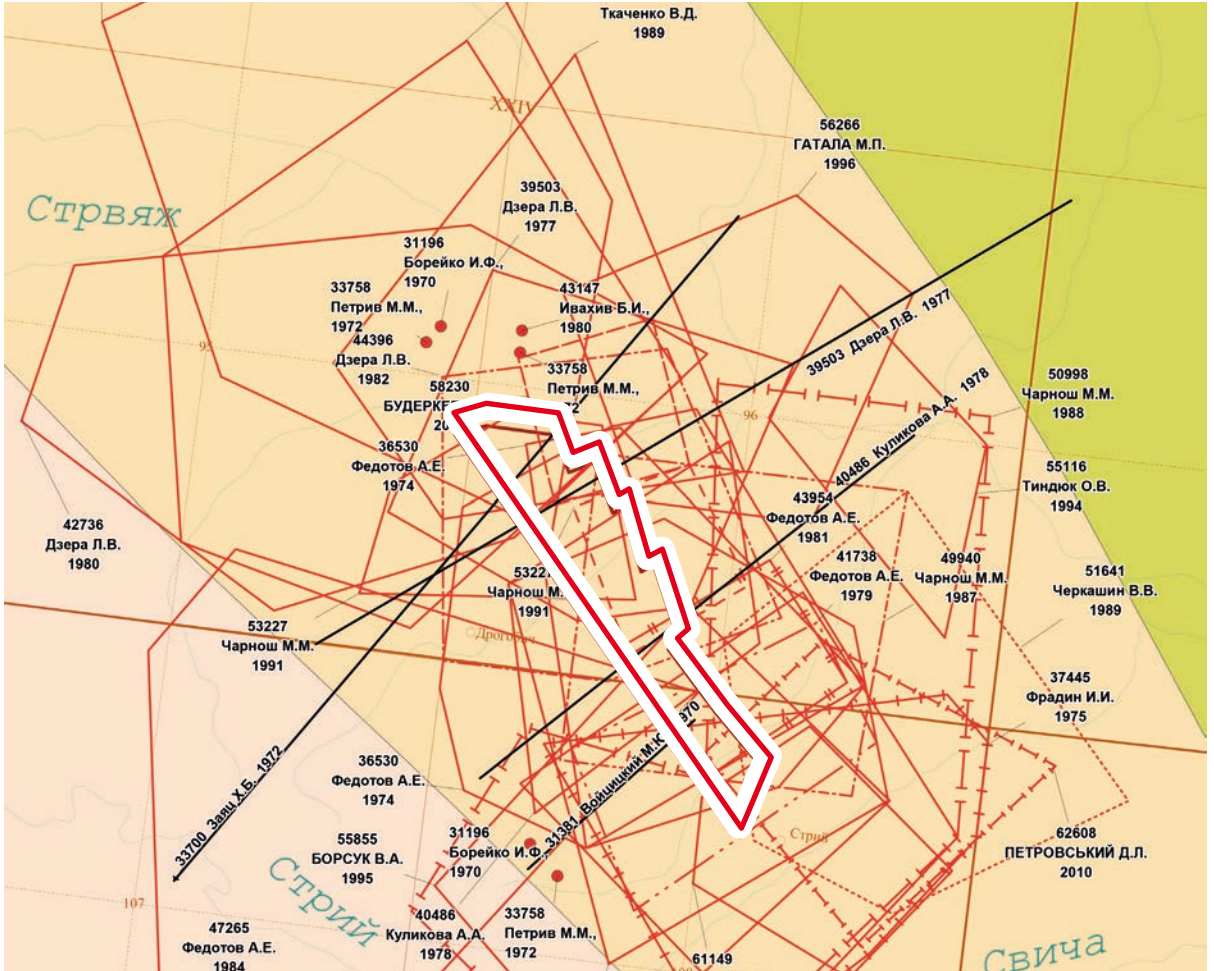 Ткаченко В.Д.
1989
XXIV
56266
ГАТАЛА М.П.
1996
Стрвяж
39503
Дзера Л.В.
1977
31196
Борейко И.Ф.,
1970
33758
Петрив М.М.,
1972
43147
Ивахив Б.И.,
1980
44396
Дзера Л.В.
1982
95
33758
Петрив М.М.,
39503 Дзера Л.В. 1977
58230
50998
Чарнош М.М.
1988
96
40486 Куликова А.А. 1978
36530
Федотов А.Е.
1974
55116
Тиндюк О.В.
1994
43954
Федотов А.Е.
1981
42736
Дзера Л.В.
1980
41738
Федотов А.Е.
1979
49940
Чарнош М.М.
1987
51641
Черкашин В.В.
1989
Чарнош М.
1991
53227
Чарнош М.М.
1991
Дрогобич
37445
Фрадин И.И.
1975
33700 Заяц Х.Б. 1972
36530
Федотов А.Е.
1974
31381 Войцицкий М.К.
62608
ПЕТРОВСЬКИЙ Д.Л.
2010
55855
БОРСУК В.А.
1995
31196
Борейко И.Ф.,
1970
Стрий
Стрий
107
40486
Куликова А.А.
1978
33758
Петрив М.М.,
1972
47265
Федотов А.Е.
1984
61149
Свича